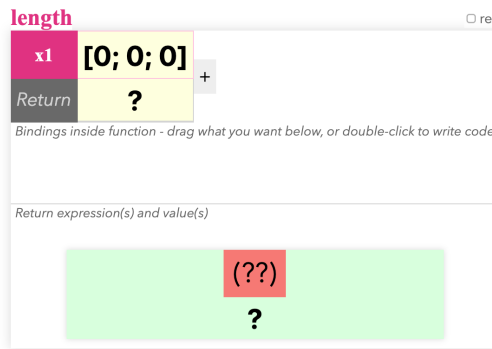 length
re
x1 [0; 0; 0]
+
Return ?
Bindings inside function - drag what you want below, or double-click to write code
Return expression(s) and value(s)
(??)
?